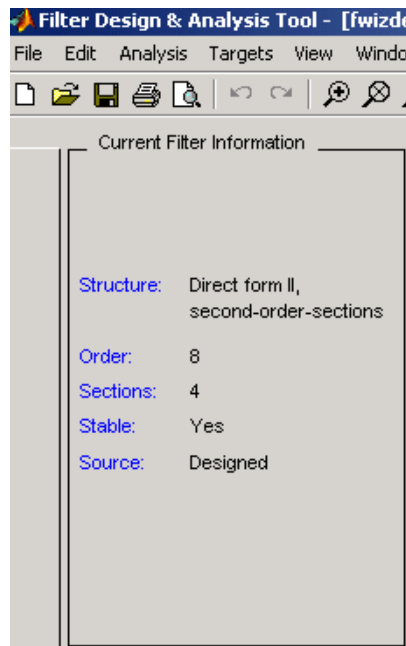 Filter Design & Analysis Tool - [fwizde
File Edit Analysis Targets View Windo
Current Filter Information
Structure: Direct form II,
second-order-sections
Order: 8
Sections: 4
Stable: Yes
Source: Designed